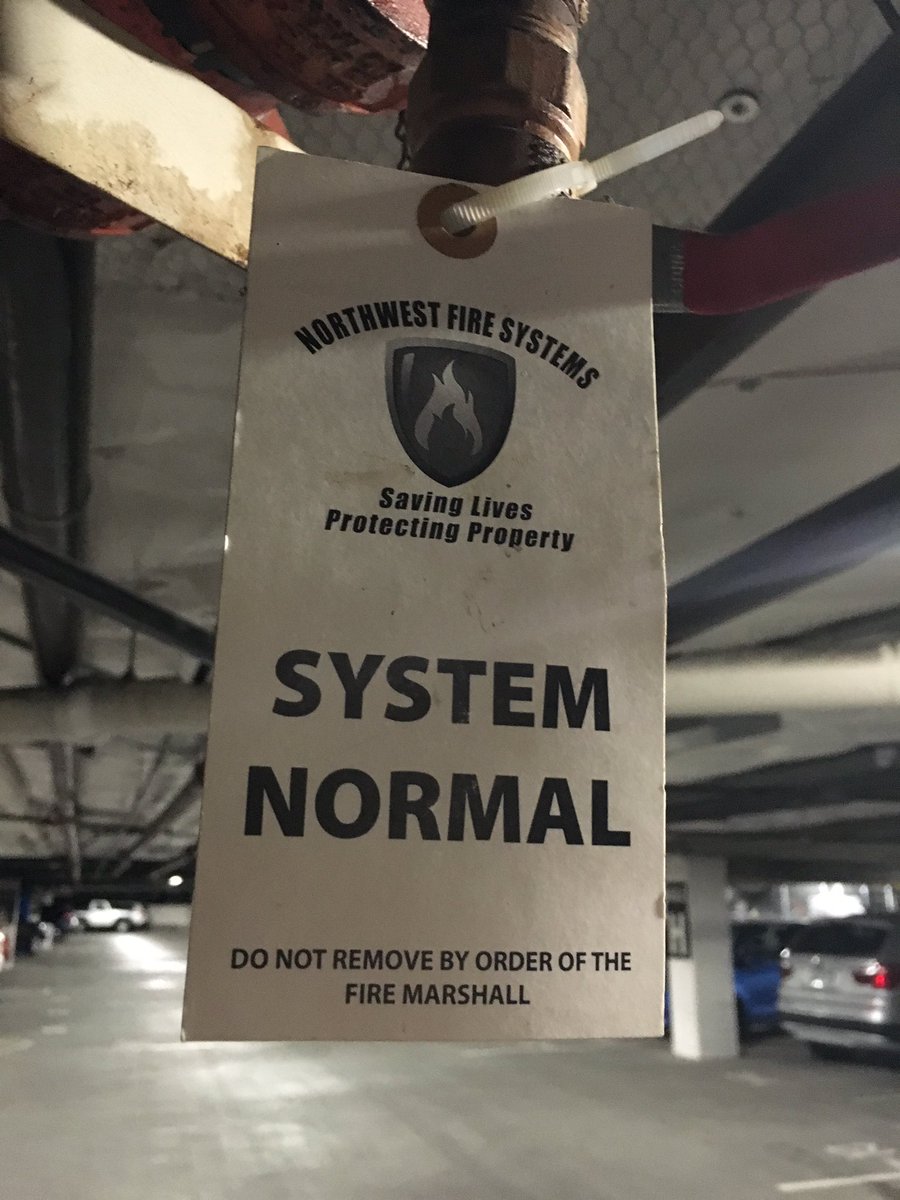 NORTHWEST FIRE SYSTEMS
Saving Lives
Protecting Property
SYSTEM
NORMAL
DO NOT REMOVE BY ORDER OF THE
FIRE MARSHALL